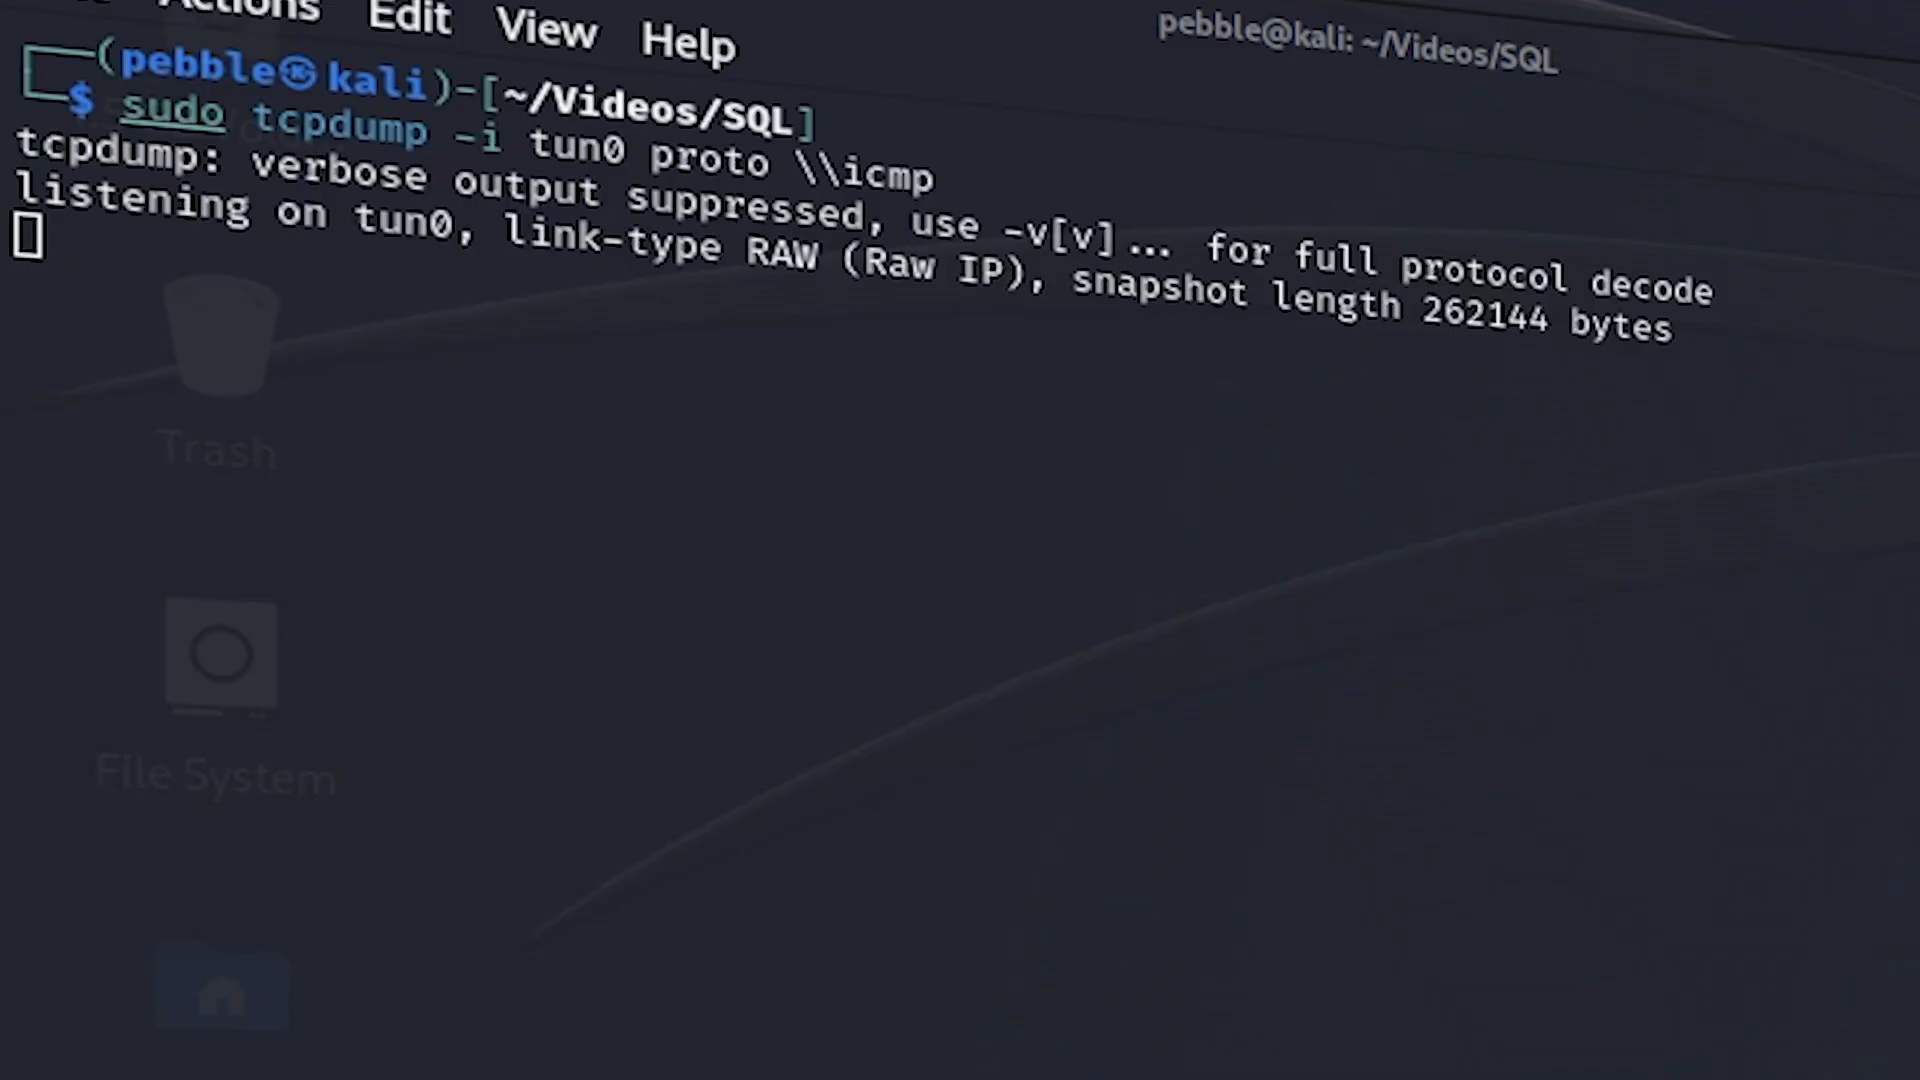 Actions Edit View Help
pebble@kali: ~/Videos/SQL
┌──(pebble㉿kali)-[~/Videos/SQL]
└─$ sudo tcpdump -i tun0 proto \\icmp
tcpdump: verbose output suppressed, use -v[v]... for full protocol decode
listening on tun0, link-type RAW (Raw IP), snapshot length 262144 bytes
Trash
File System